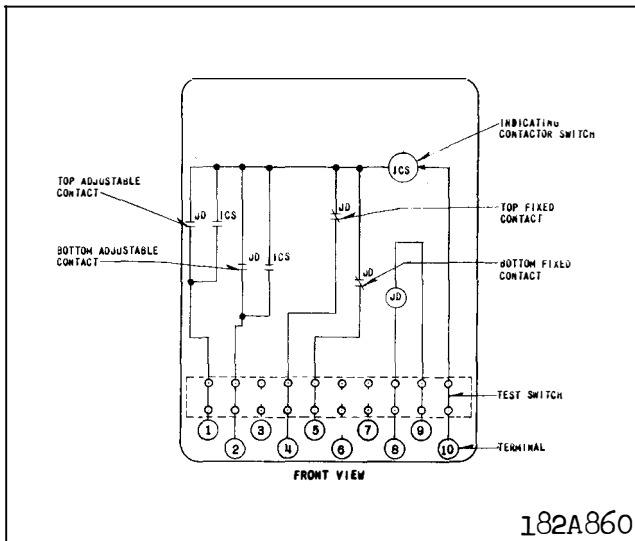 INDICATING
CONTACTOR SWITCH
ICS
TOP ADJUSTABLE
CONTACT
JD
ICS
JD
TOP FIXED
CONTACT
BOTTOM ADJUSTABLE
CONTACT
JD
ICS
JD
BOTTOM FIXED
CONTACT
JD
TEST SWITCH
1
2
3
4
5
6
7
8
9
10
TERMINAL
FRONT VIEW
182A860